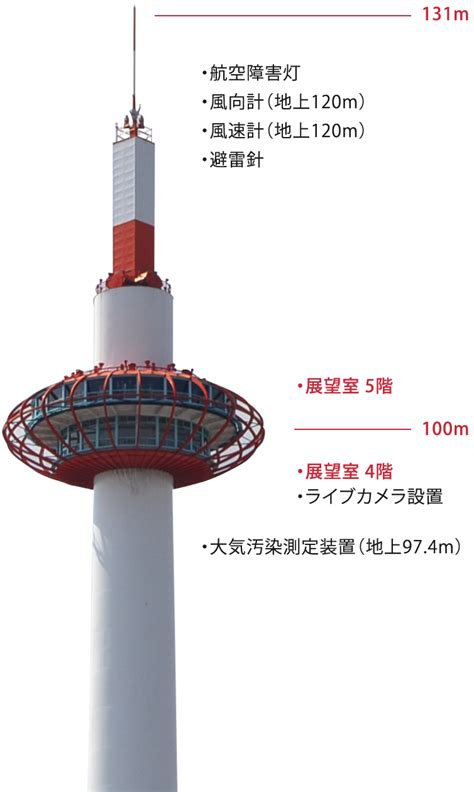 131m
・航空障害灯
・風向計（地上120m）
・風速計（地上120m）
・避雷針
・展望室 5階
100m
・展望室 4階
・ライブカメラ設置
・大気汚染測定装置（地上97.4m）